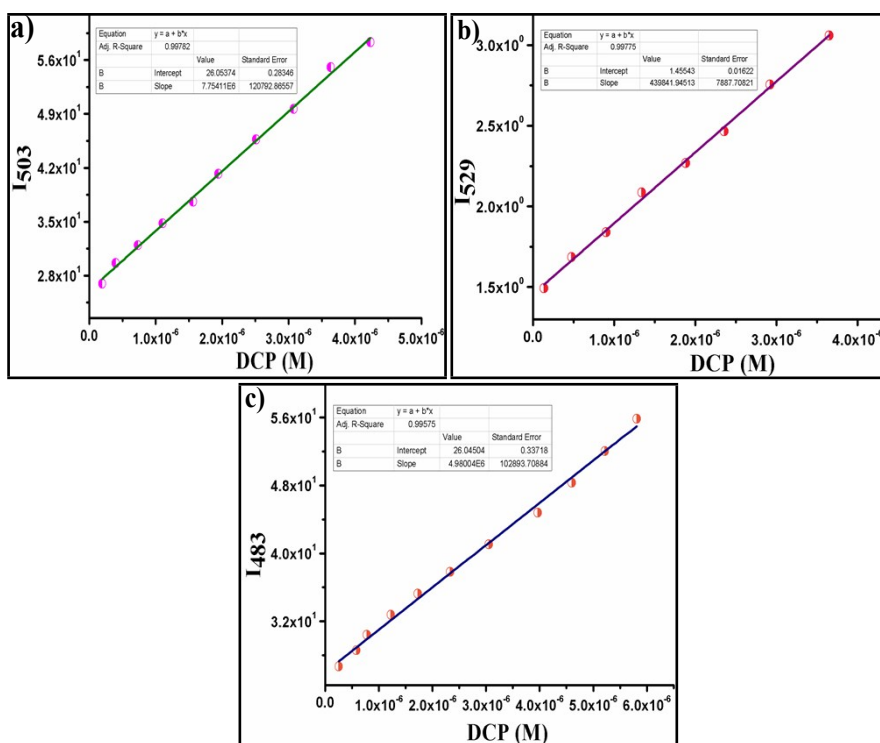 a)
Equation y = a + b*x
Adj. R-Square 0.99782
Value Standard Error
B Intercept 26.05374 0.28346
B Slope 7.75411E6 120792.86557
5.6x10¹
4.9x10¹
4.2x10¹
3.5x10¹
2.8x10¹
I₅₀₃
0.0 1.0x10⁻⁶ 2.0x10⁻⁶ 3.0x10⁻⁶ 4.0x10⁻⁶ 5.0x10⁻⁶
DCP (M)
b)
Equation y = a + b*x
Adj. R-Square 0.99775
Value Standard Error
B Intercept 1.45543 0.01622
B Slope 439841.94513 7887.70821
3.0x10⁰
2.5x10⁰
2.0x10⁰
1.5x10⁰
I₅₂₉
0.0 1.0x10⁻⁶ 2.0x10⁻⁶ 3.0x10⁻⁶ 4.0x10⁻⁶
DCP (M)
c)
Equation y = a + b*x
Adj. R-Square 0.99575
Value Standard Error
B Intercept 26.04504 0.33718
B Slope 4.98004E6 102893.70884
5.6x10¹
4.8x10¹
4.0x10¹
3.2x10¹
I₄₈₃
0.0 1.0x10⁻⁶ 2.0x10⁻⁶ 3.0x10⁻⁶ 4.0x10⁻⁶ 5.0x10⁻⁶ 6.0x10⁻⁶
DCP (M)